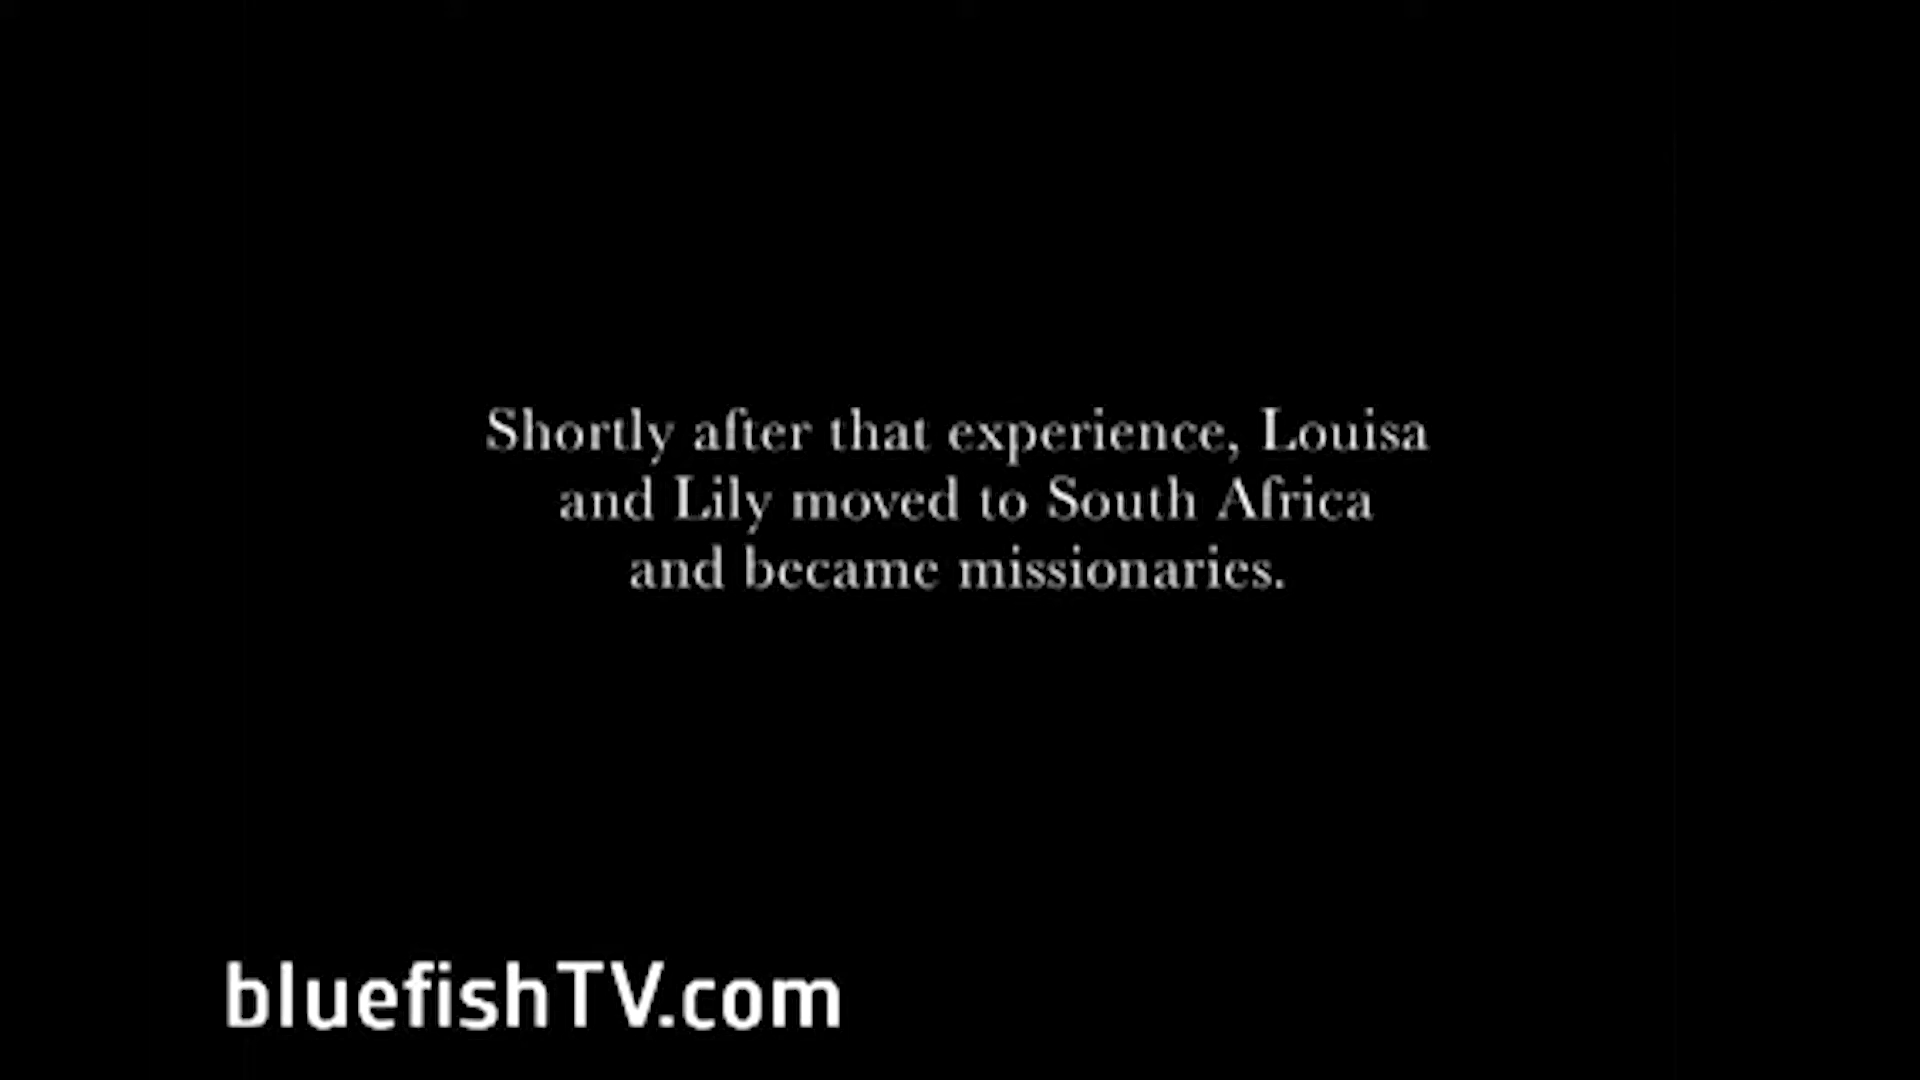 Shortly after that experience, Louisa
and Lily moved to South Africa
and became missionaries.
bluefishTV.com